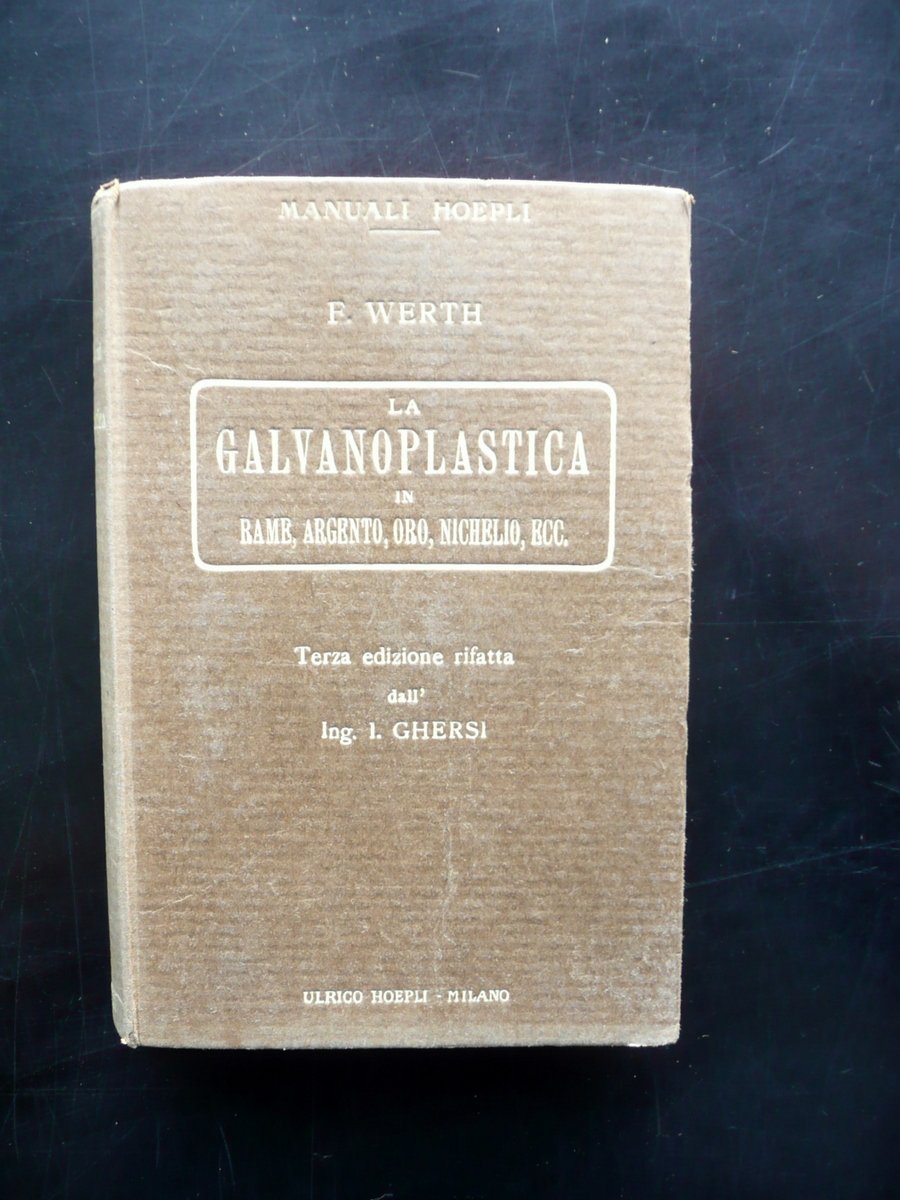 MANUALI HOEPLI
F. WERTH
LA
GALVANOPLASTICA
IN
RAME, ARGENTO, ORO, NICHELIO, ECC.
Terza edizione rifatta
dall'
Ing. I. GHERSI
ULRICO HOEPLI - MILANO